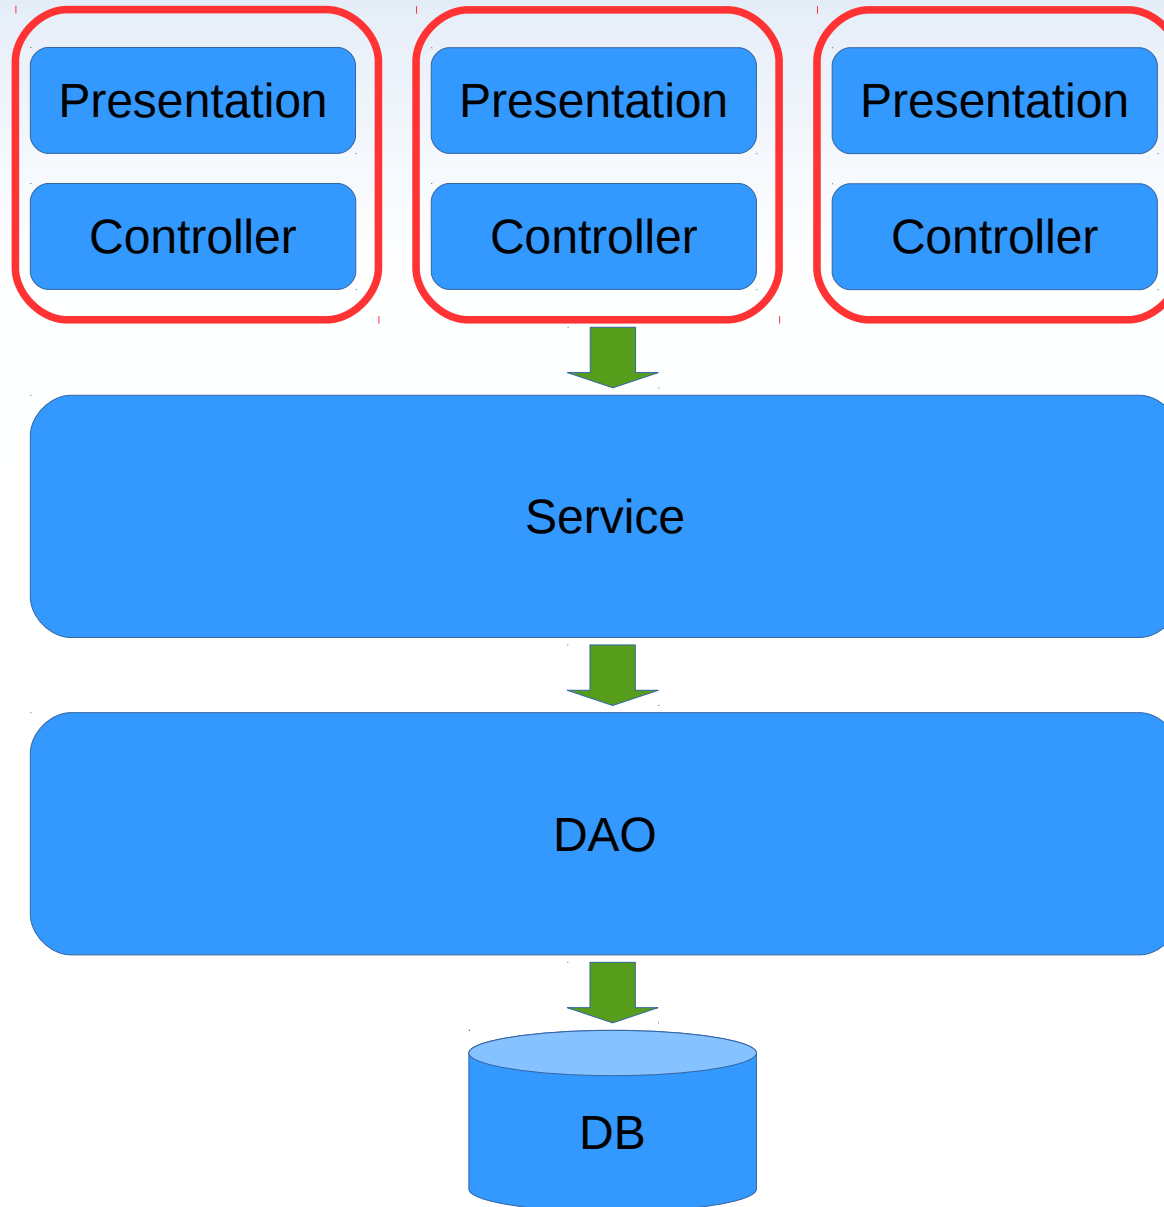 Presentation
Presentation
Presentation
Controller
Controller
Controller
Service
DAO
DB